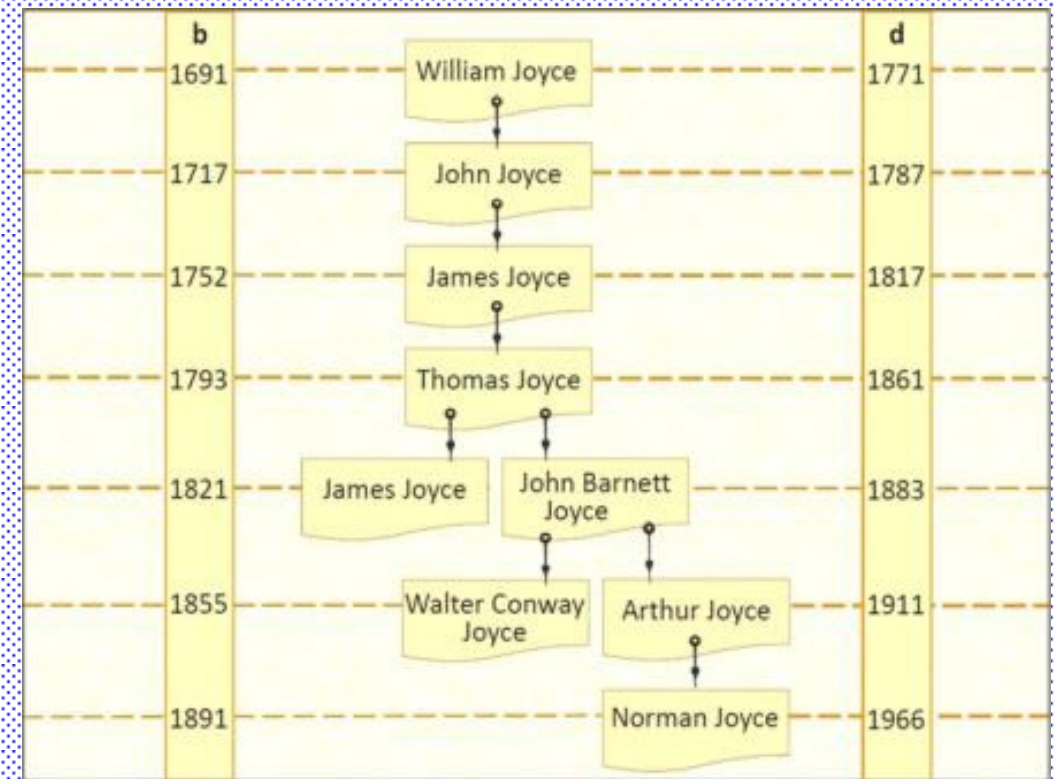 b d
1691 William Joyce 1771
1717 John Joyce 1787
1752 James Joyce 1817
1793 Thomas Joyce 1861
1821 James Joyce John Barnett 1883
Joyce
1855 Walter Conway Arthur Joyce 1911
Joyce
1891 Norman Joyce 1966